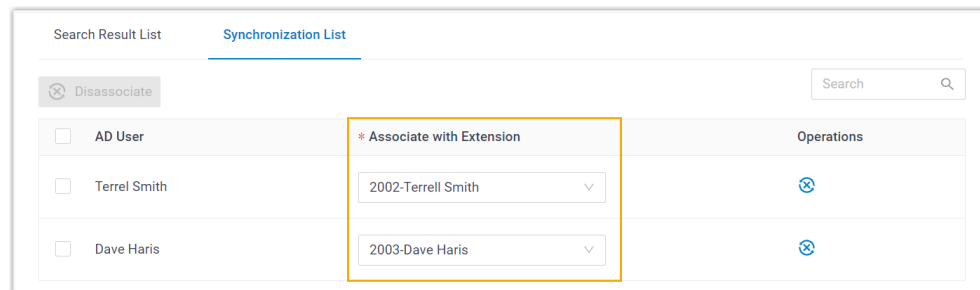 Search Result List Synchronization List
Disassociate Search
AD User * Associate with Extension Operations
Terrel Smith 2002-Terrell Smith
Dave Haris 2003-Dave Haris